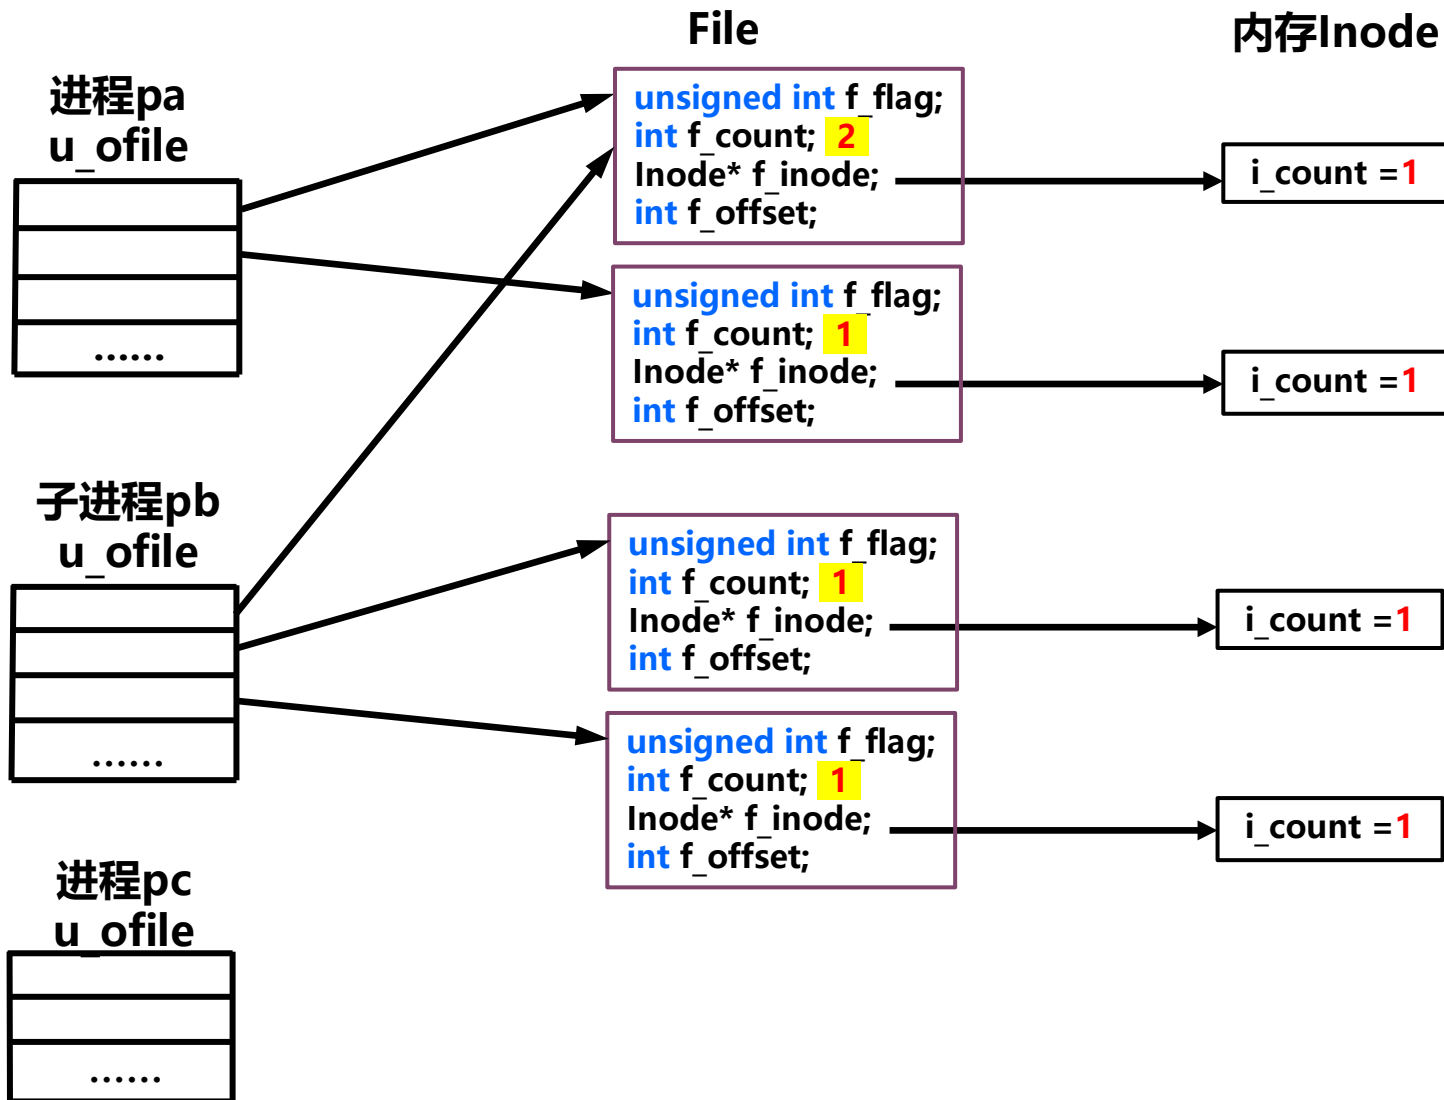 File
内存Inode
进程pa
u_ofile
……
unsigned int f_flag;
int f_count; 2
Inode* f_inode;
int f_offset;
i_count =1
unsigned int f_flag;
int f_count; 1
Inode* f_inode;
int f_offset;
i_count =1
子进程pb
u_ofile
……
unsigned int f_flag;
int f_count; 1
Inode* f_inode;
int f_offset;
i_count =1
unsigned int f_flag;
int f_count; 1
Inode* f_inode;
int f_offset;
i_count =1
进程pc
u_ofile
……